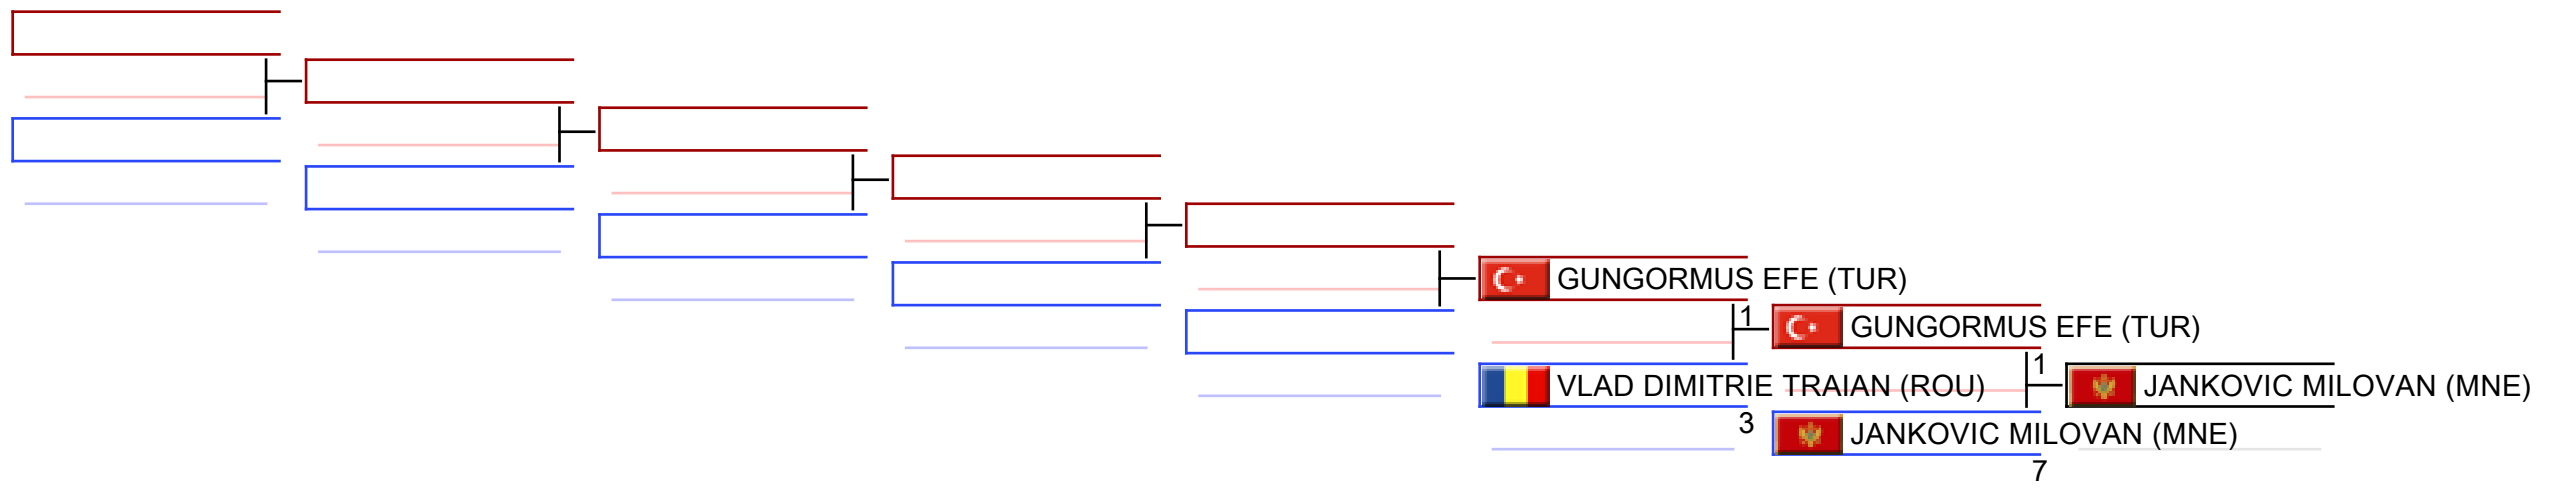 GUNGORMUS EFE (TUR)
1
GUNGORMUS EFE (TUR)
VLAD DIMITRIE TRAIAN (ROU)
1
JANKOVIC MILOVAN (MNE)
3
JANKOVIC MILOVAN (MNE)
7